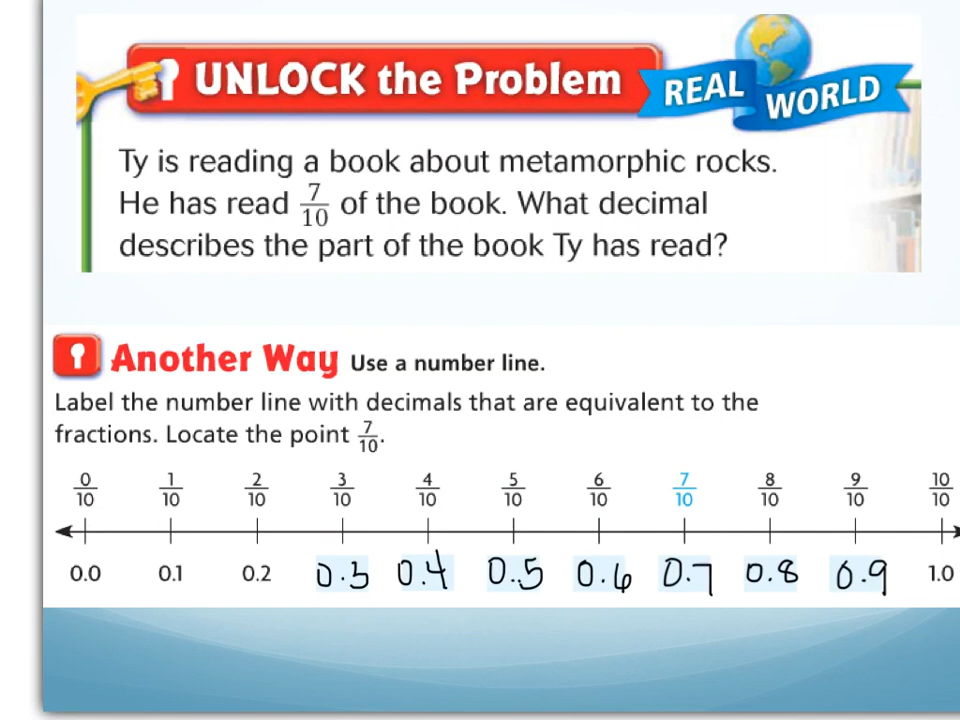 UNLOCK the Problem REAL WORLD
Ty is reading a book about metamorphic rocks.
He has read 7/10 of the book. What decimal
describes the part of the book Ty has read?
Another Way Use a number line.
Label the number line with decimals that are equivalent to the
fractions. Locate the point 7/10.
0/10 1/10 2/10 3/10 4/10 5/10 6/10 7/10 8/10 9/10 10/10
0.0 0.1 0.2 0.3 0.4 0.5 0.6 0.7 0.8 0.9 1.0